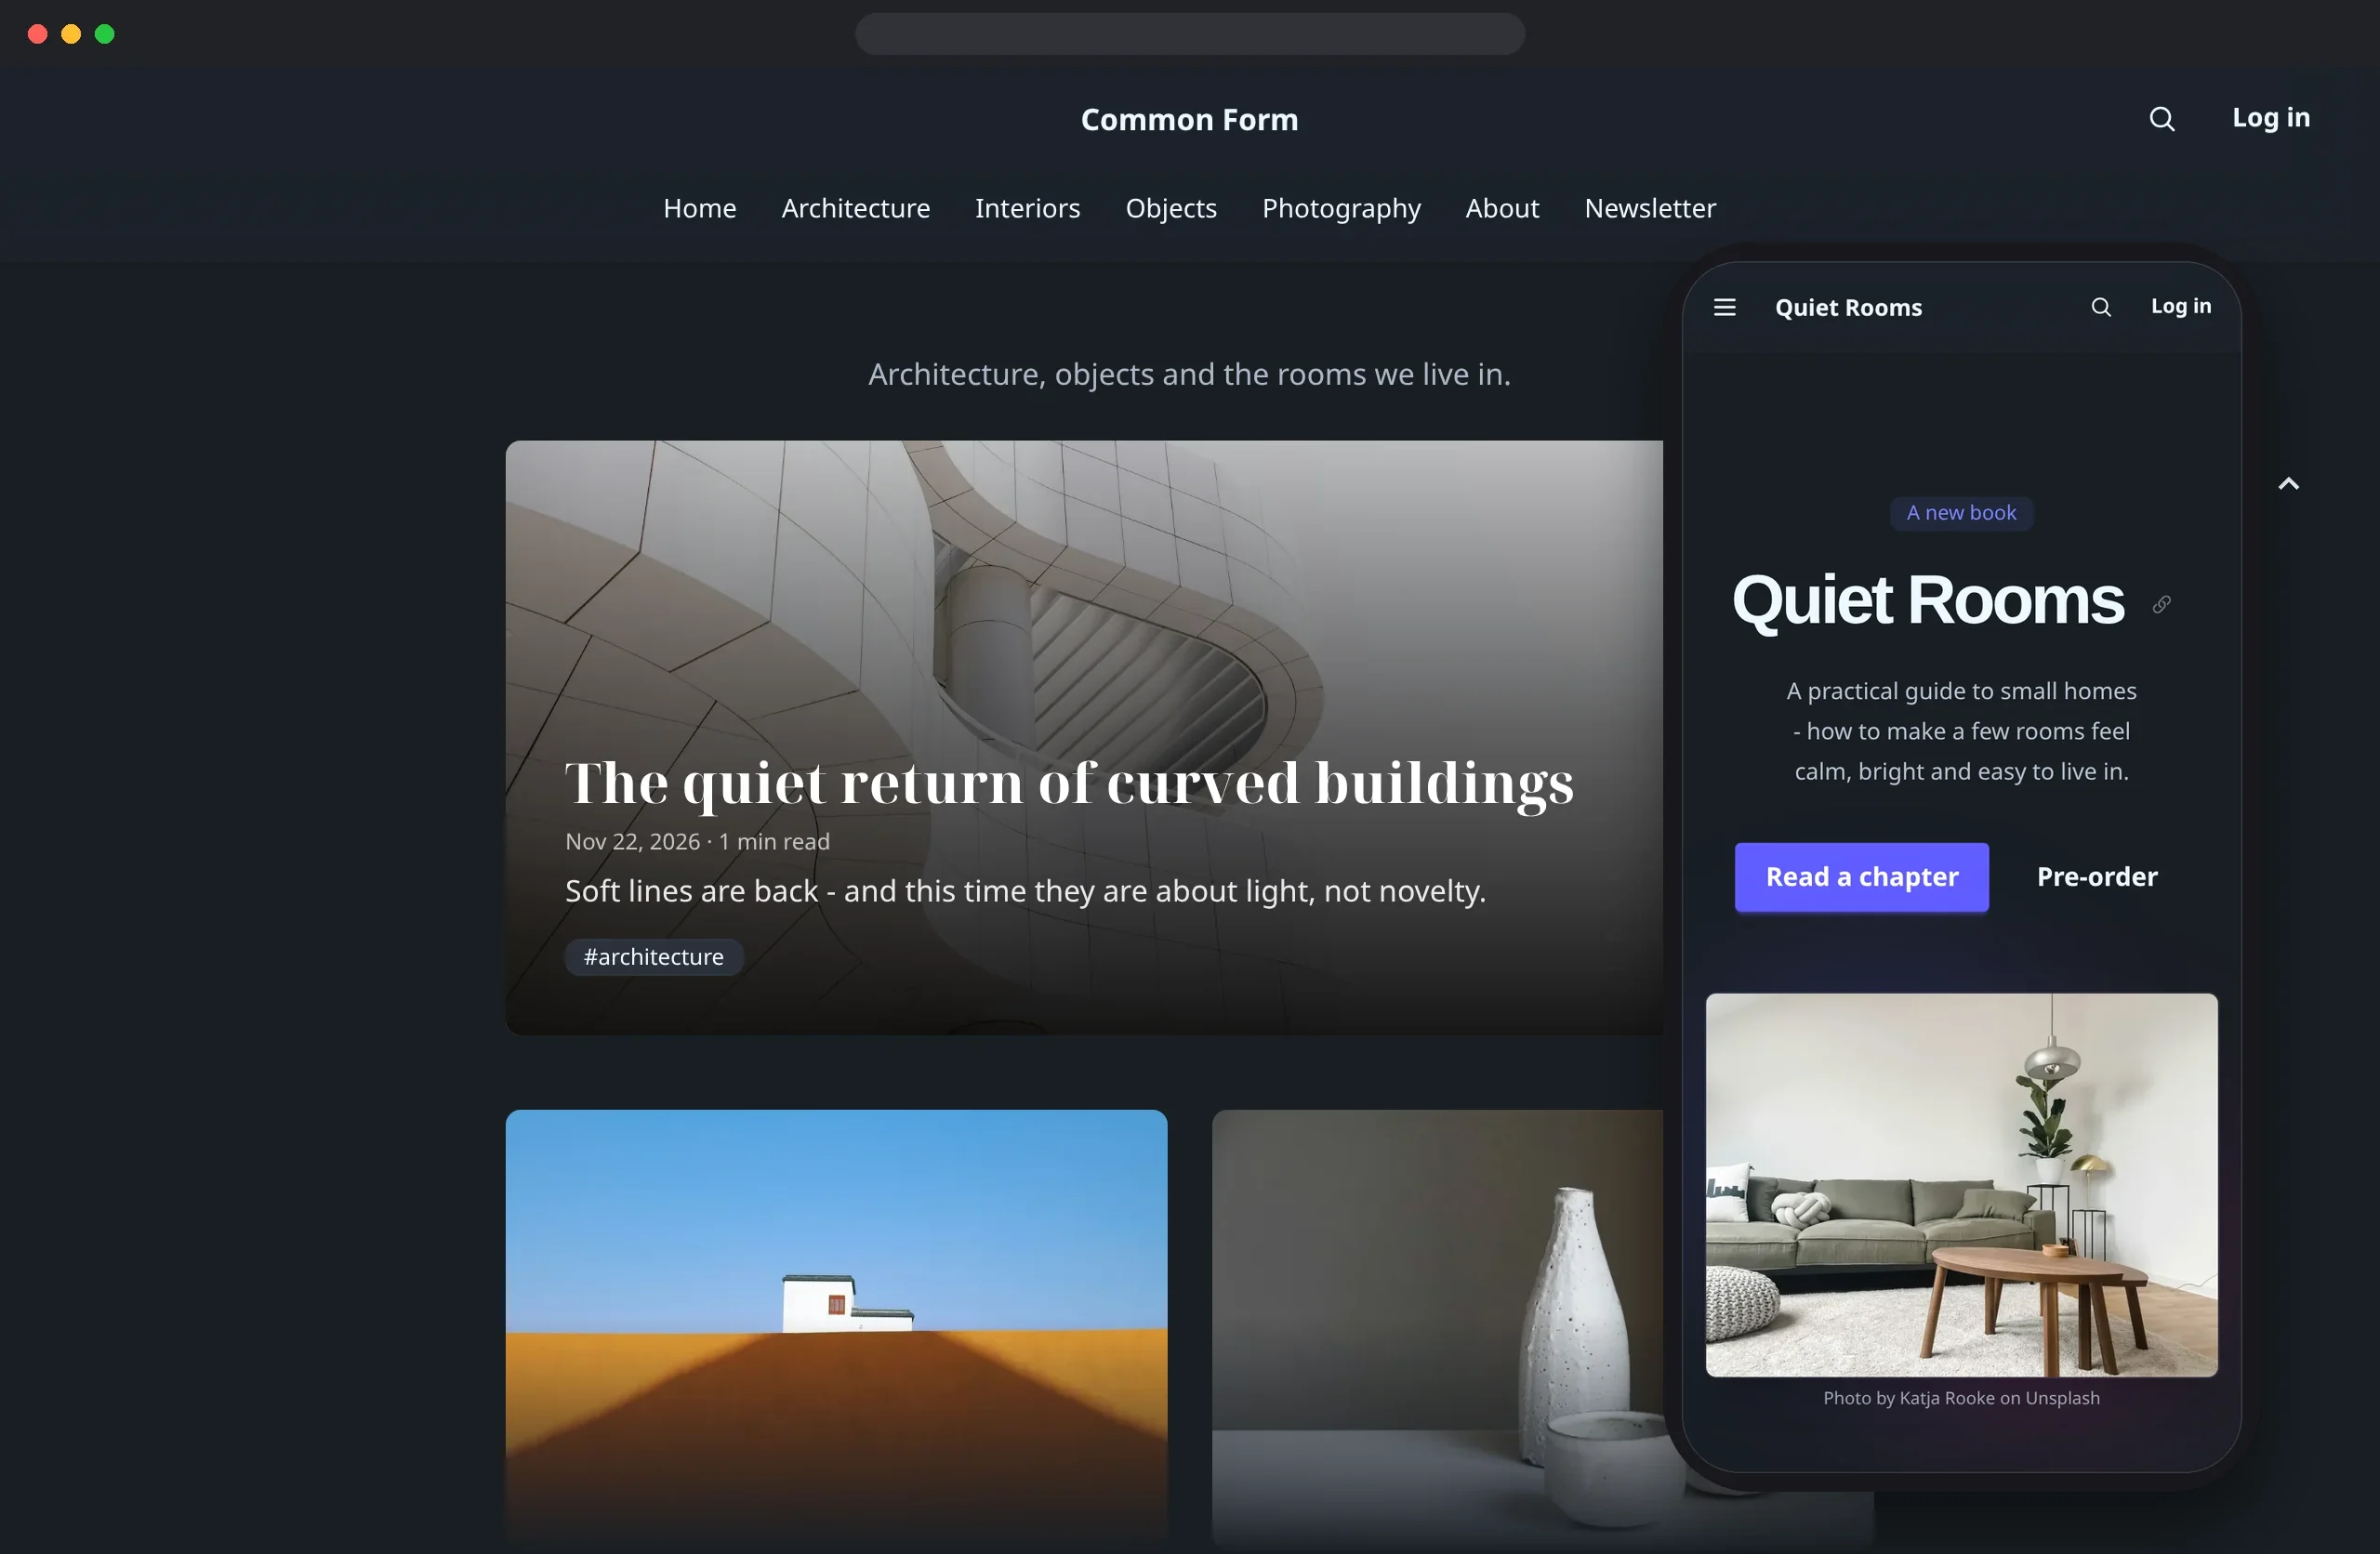 Common Form
Log in
Home Architecture Interiors Objects Photography About Newsletter
Architecture, objects and the rooms we live in.
The quiet return of curved buildings
Nov 22, 2026 · 1 min read
Soft lines are back - and this time they are about light, not novelty.
#architecture
Quiet Rooms
Log in
A new book
Quiet Rooms
A practical guide to small homes
- how to make a few rooms feel
calm, bright and easy to live in.
Read a chapter
Pre-order
Photo by Katja Rooke on Unsplash